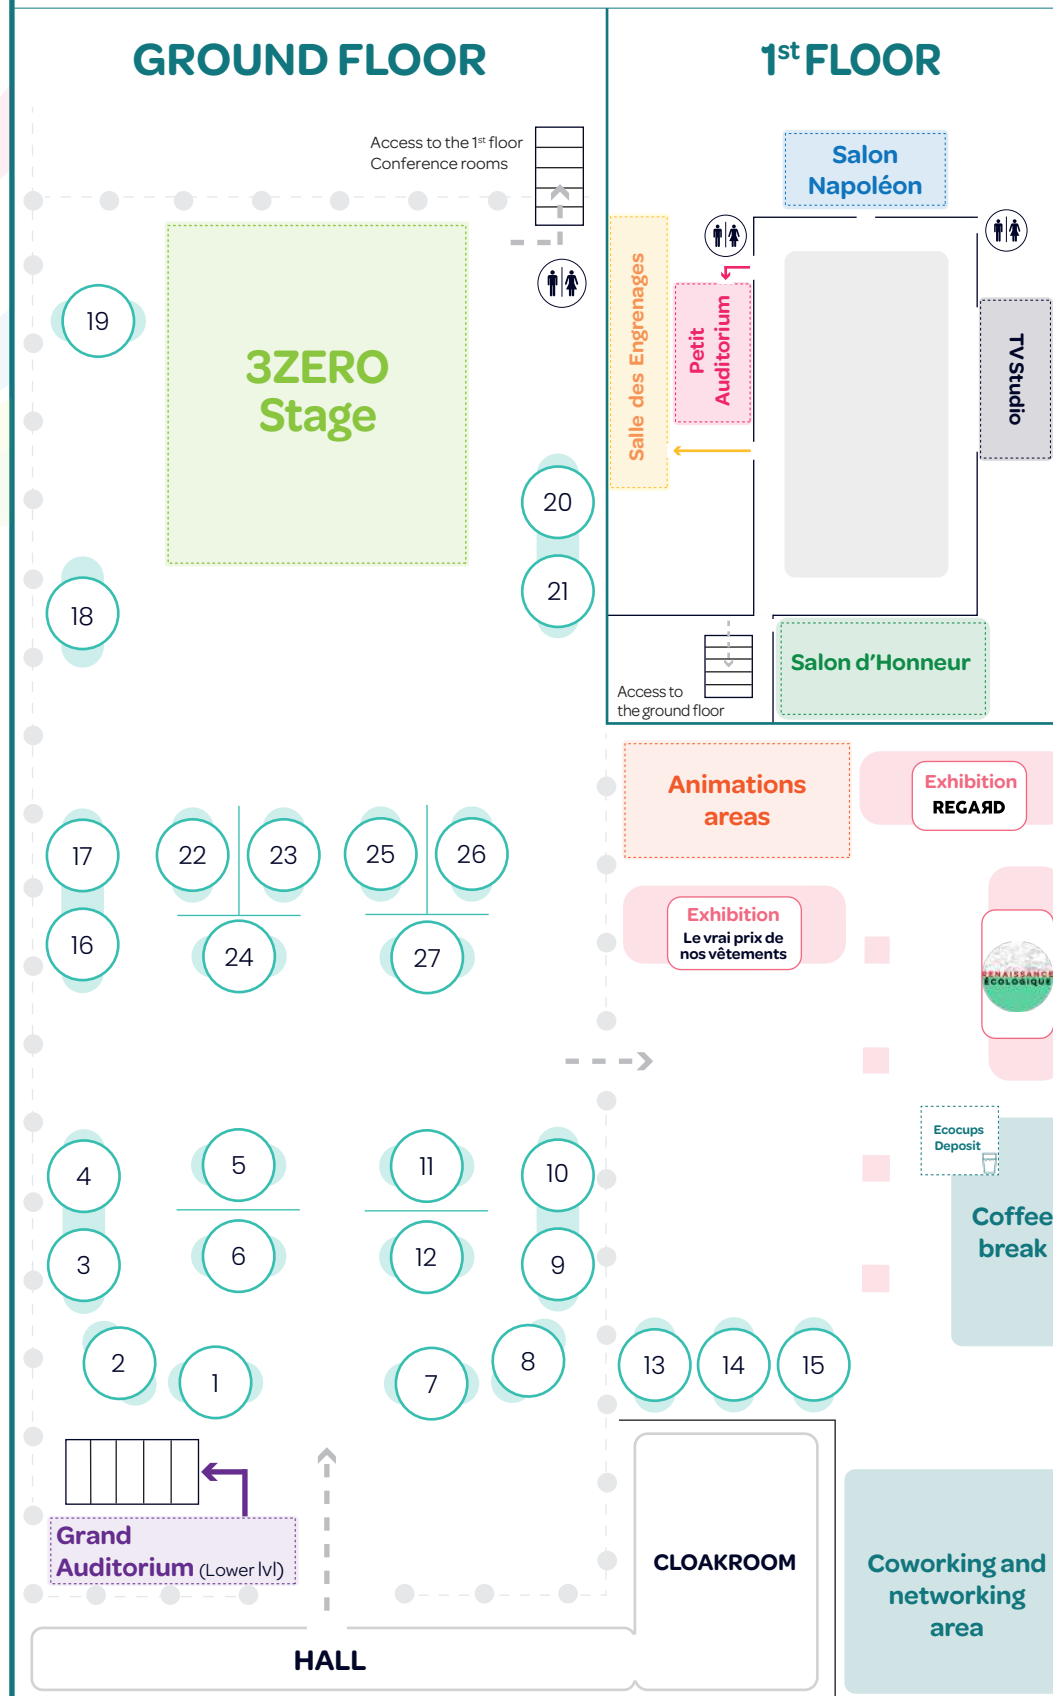 GROUND FLOOR
1st FLOOR
Access to the 1st floor
Conference rooms
Salon
Napoléon
Salle des Engrenages
Petit
Auditorium
TV Studio
3ZERO
Stage
19
20
21
18
Salon d'Honneur
Access to
the ground floor
Animations
areas
Exhibition
REGARD
17
22
23
25
26
16
24
27
Exhibition
Le vrai prix de
nos vêtements
RENAISSANCE
ÉCOLOGIQUE
Ecocups
Deposit
4
5
11
10
3
6
12
9
Coffee
break
2
1
7
8
13
14
15
Grand
Auditorium (Lower lvl)
CLOAKROOM
Coworking and
networking
area
HALL